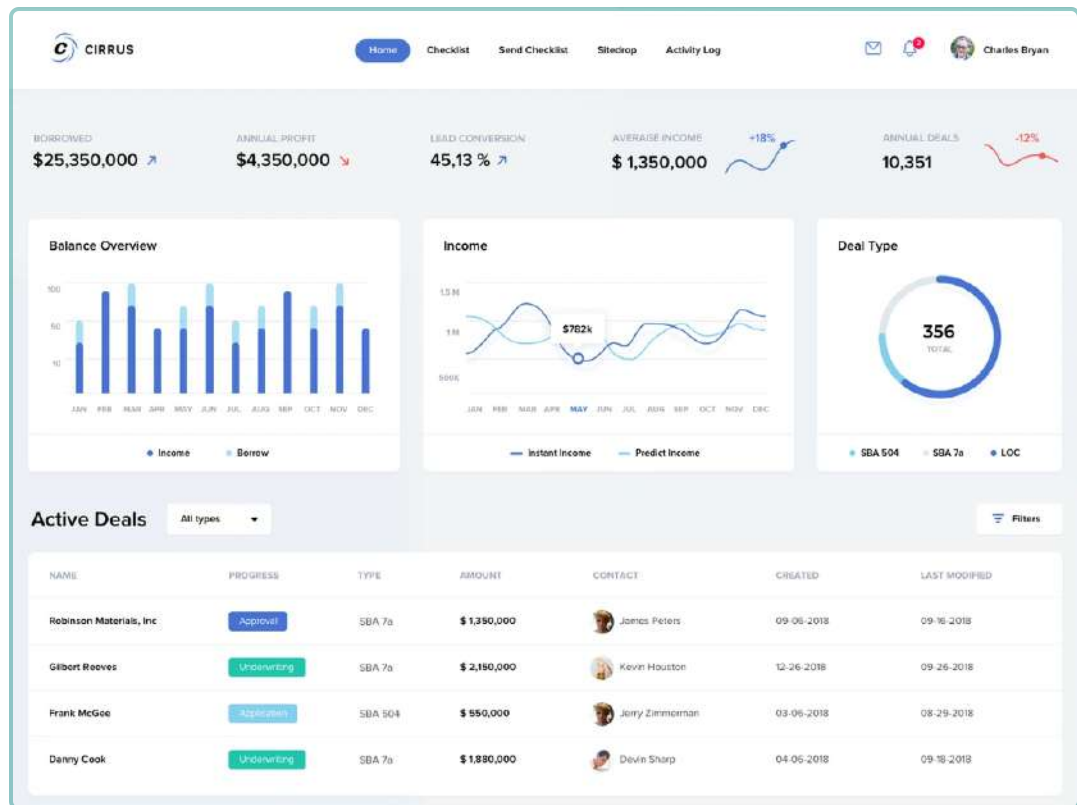 CIRRUS
Home Checklist Send Checklist Sitedrop Activity Log
3
Charles Bryan
BORROWED ANNUAL PROFIT LEAD CONVERSION AVERAGE INCOME +18% ANNUAL DEALS -12%
$25,350,000 $4,350,000 45,13 % $ 1,350,000 10,351
Balance Overview
100
60
10
JAN FEB MAR APR MAY JUN JUL AUG SEP OCT NOV DEC
Income Borrow
Income
1,5 M
1 M
$782k
500K
JAN FEB MAR APR MAY JUN JUL AUG SEP OCT NOV DEC
Instant Income Predict Income
Deal Type
356
TOTAL
SBA 504 SBA 7a LOC
Active Deals All types Filters
NAME PROGRESS TYPE AMOUNT CONTACT CREATED LAST MODIFIED
Robinson Materials, Inc Approval SBA 7a $ 1,350,000 James Peters 09-06-2018 09-16-2018
Gilbert Reeves Underwriting SBA 7a $ 2,150,000 Kevin Houston 12-26-2018 09-26-2018
Frank McGee Application SBA 504 $ 550,000 Jerry Zimmerman 03-06-2018 08-29-2018
Danny Cook Underwriting SBA 7a $ 1,880,000 Devin Sharp 04-06-2018 09-18-2018